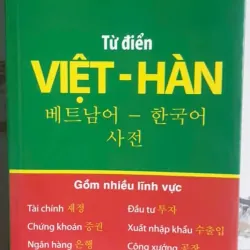 Từ điển
VIỆT - HÀN
베트남어 - 한국어
사전
Gồm nhiều lĩnh vực
Tài chính 재정 Đầu tư 투자
Chứng khoán 증권 Xuất nhập khẩu 수출입
Ngân hàng 은행 Công xưởng 공장